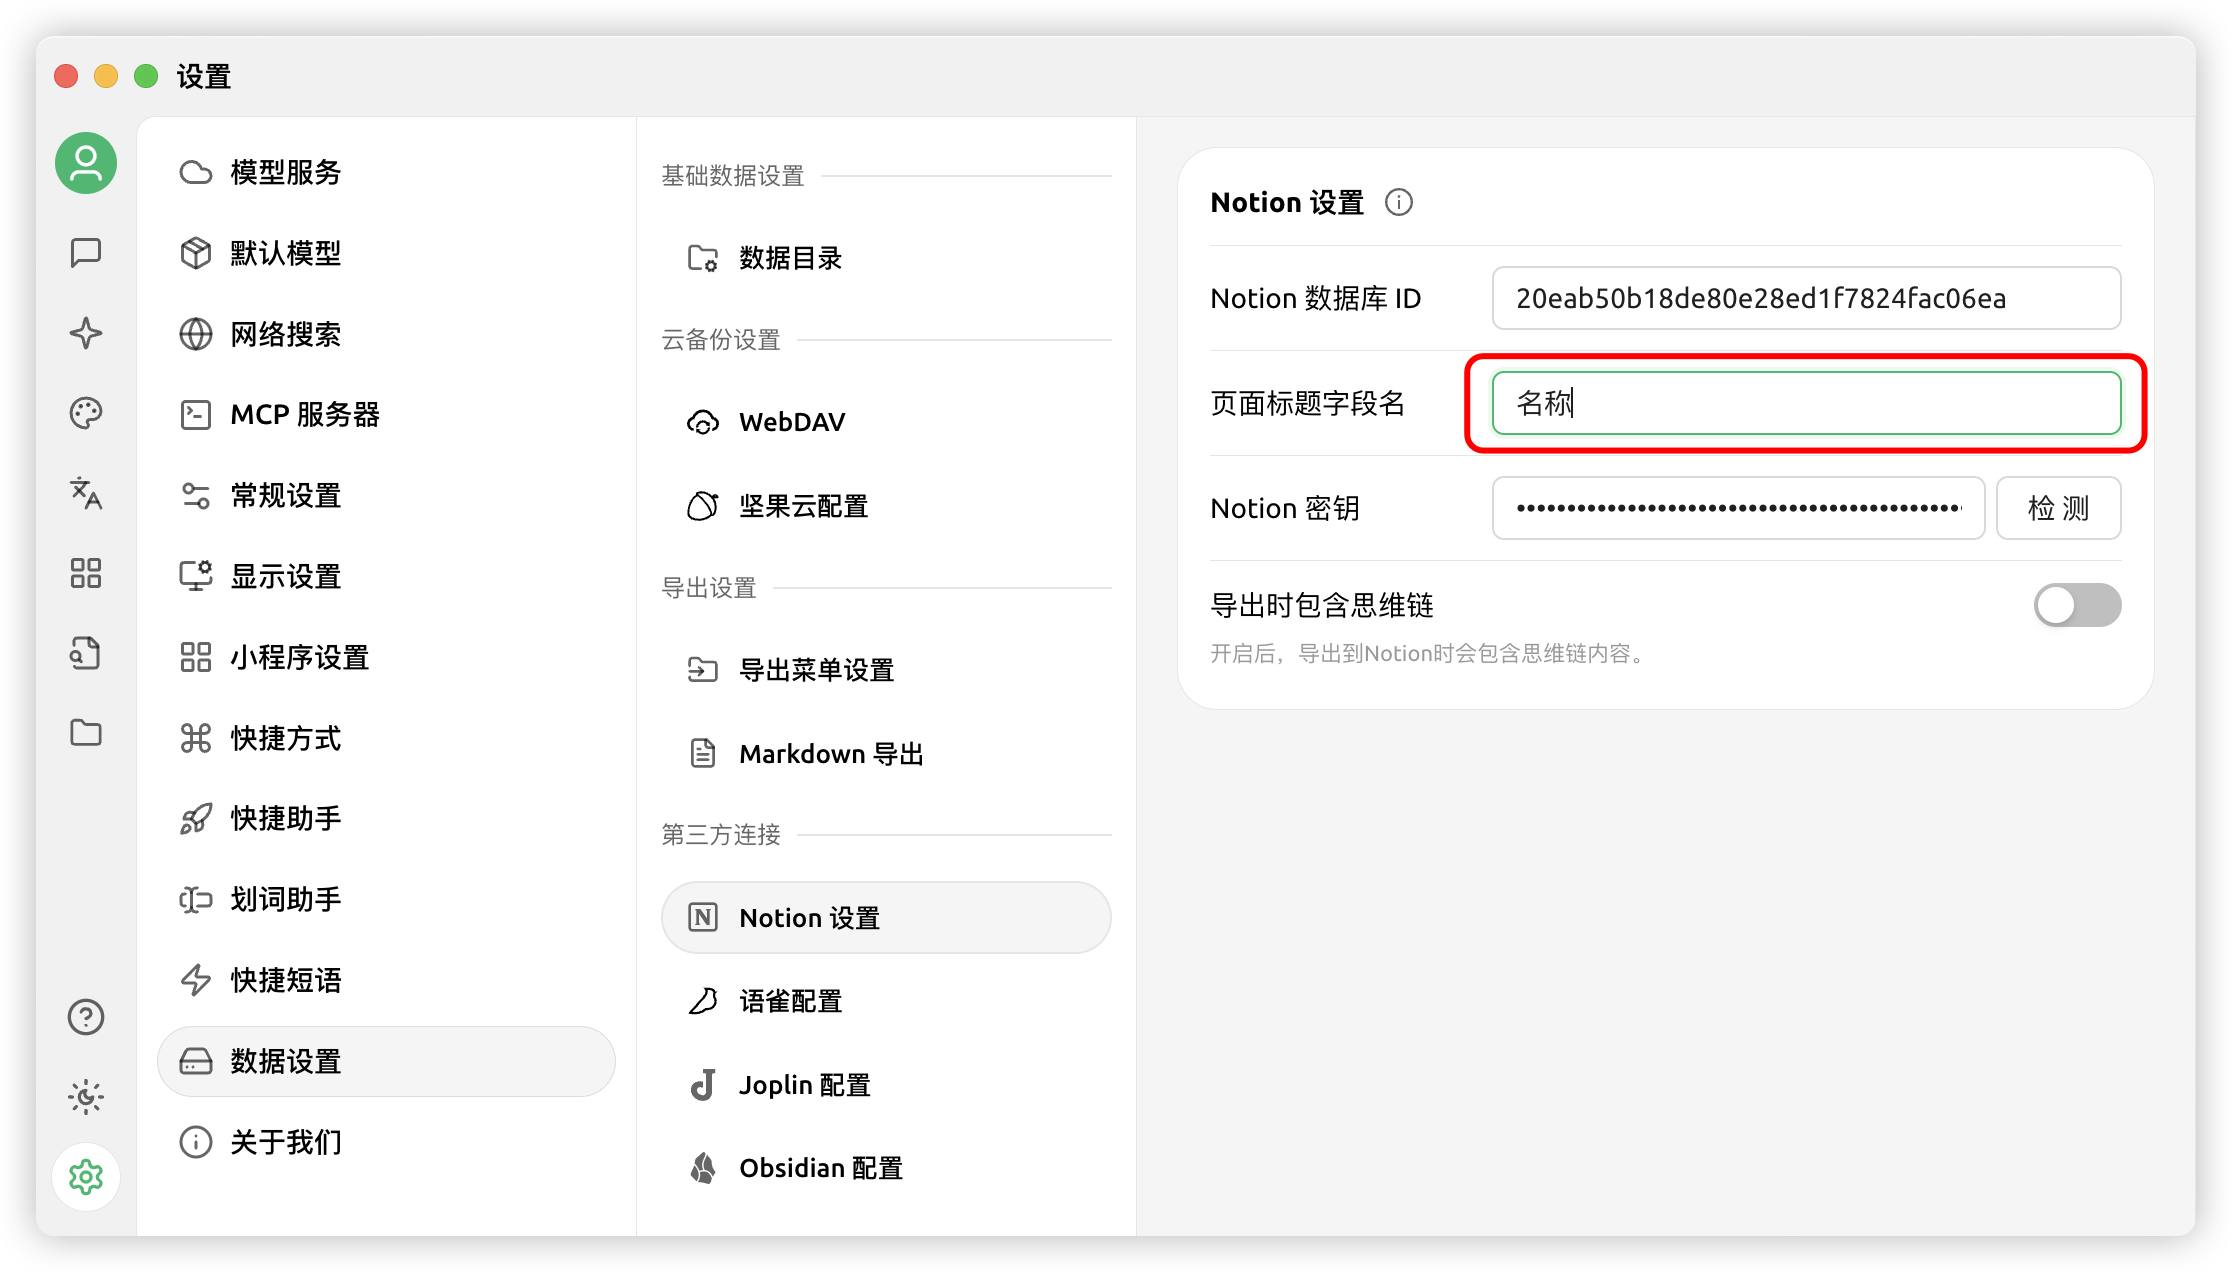 设置
模型服务
默认模型
网络搜索
MCP 服务器
常规设置
显示设置
小程序设置
快捷方式
快捷助手
划词助手
快捷短语
数据设置
关于我们
基础数据设置
数据目录
云备份设置
WebDAV
坚果云配置
导出设置
导出菜单设置
Markdown 导出
第三方连接
Notion 设置
语雀配置
Joplin 配置
Obsidian 配置
Notion 设置
Notion 数据库 ID
20eab50b18de80e28ed1f7824fac06ea
页面标题字段名
名称
Notion 密钥
检 测
导出时包含思维链
开启后，导出到Notion时会包含思维链内容。